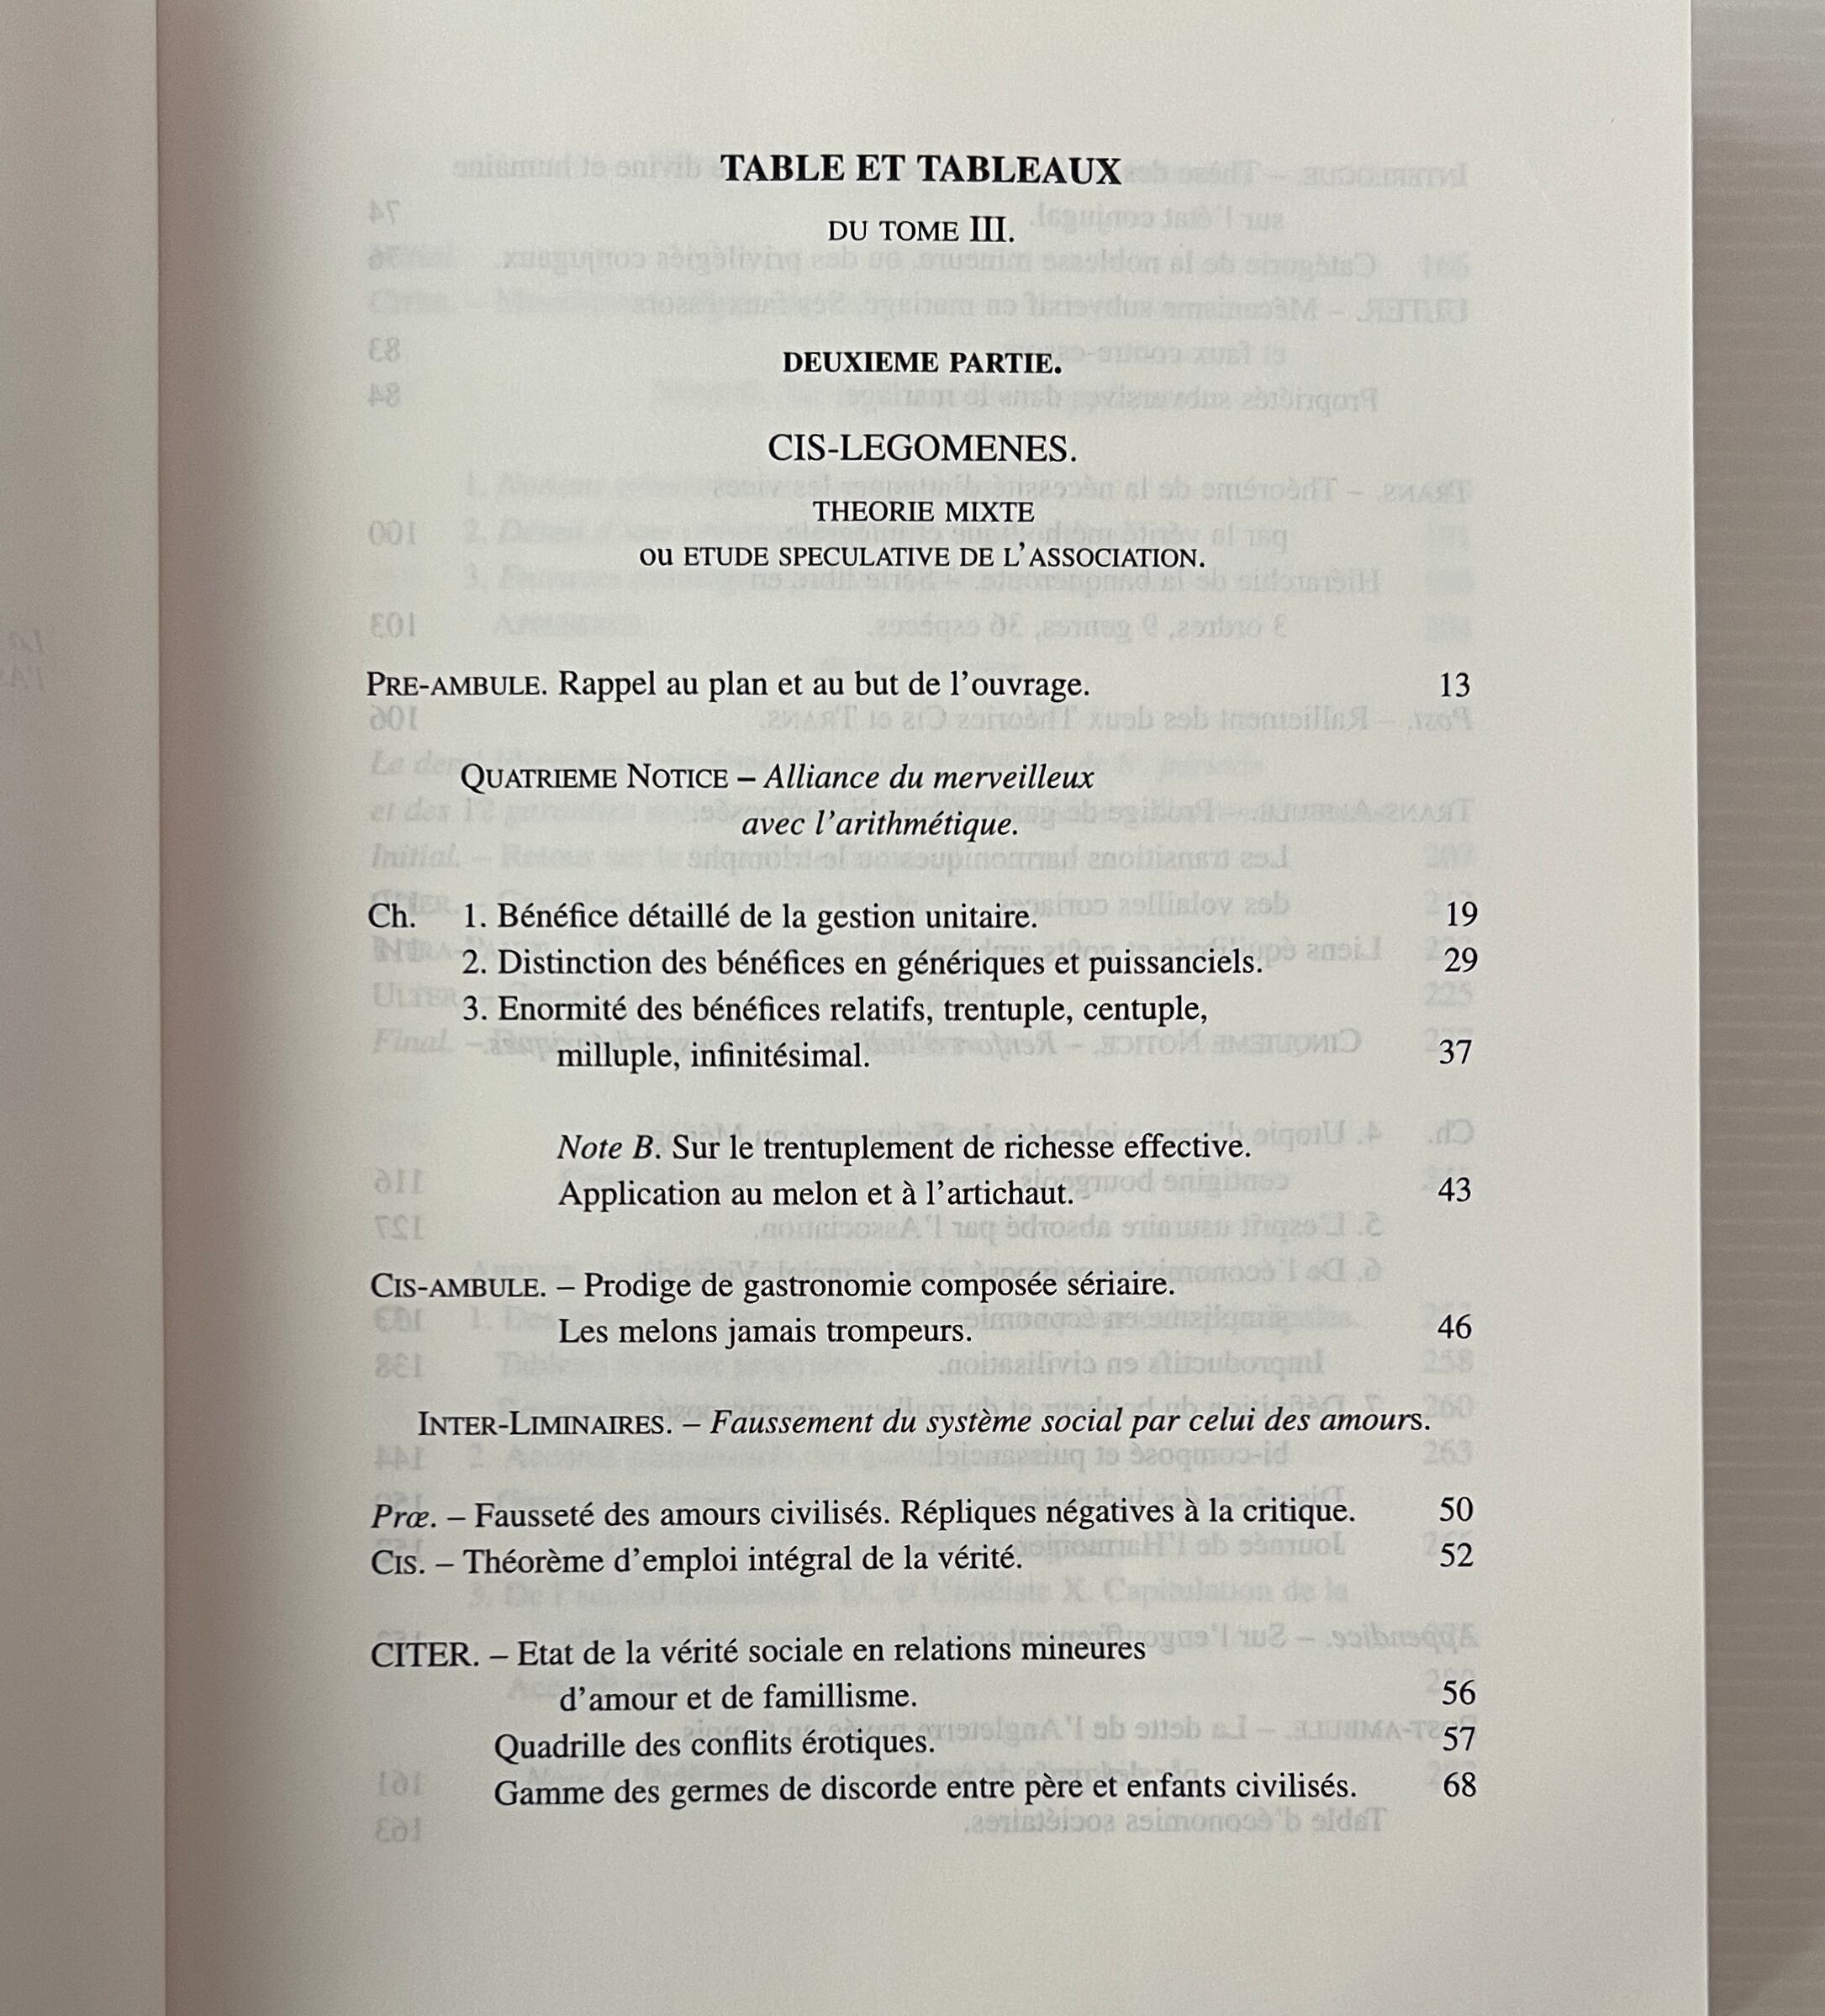 TABLE ET TABLEAUX
DU TOME III.
DEUXIEME PARTIE.
CIS-LEGOMENES.
THEORIE MIXTE
ou ETUDE SPECULATIVE DE L'ASSOCIATION.
PRE-AMBULE. Rappel au plan et au but de l'ouvrage. 13
QUATRIEME NOTICE – Alliance du merveilleux
avec l'arithmétique.
Ch. 1. Bénéfice détaillé de la gestion unitaire. 19
2. Distinction des bénéfices en génériques et puissanciels. 29
3. Enormité des bénéfices relatifs, trentuple, centuple,
milluple, infinitésimal. 37
Note B. Sur le trentuplement de richesse effective.
Application au melon et à l'artichaut. 43
CIS-AMBULE. – Prodige de gastronomie composée sériaire.
Les melons jamais trompeurs. 46
INTER-LIMINAIRES. – Faussement du système social par celui des amours.
Præ. – Fausseté des amours civilisés. Répliques négatives à la critique. 50
CIS. – Théorème d'emploi intégral de la vérité. 52
CITER. – Etat de la vérité sociale en relations mineures
d'amour et de famillisme. 56
Quadrille des conflits érotiques. 57
Gamme des germes de discorde entre père et enfants civilisés. 68